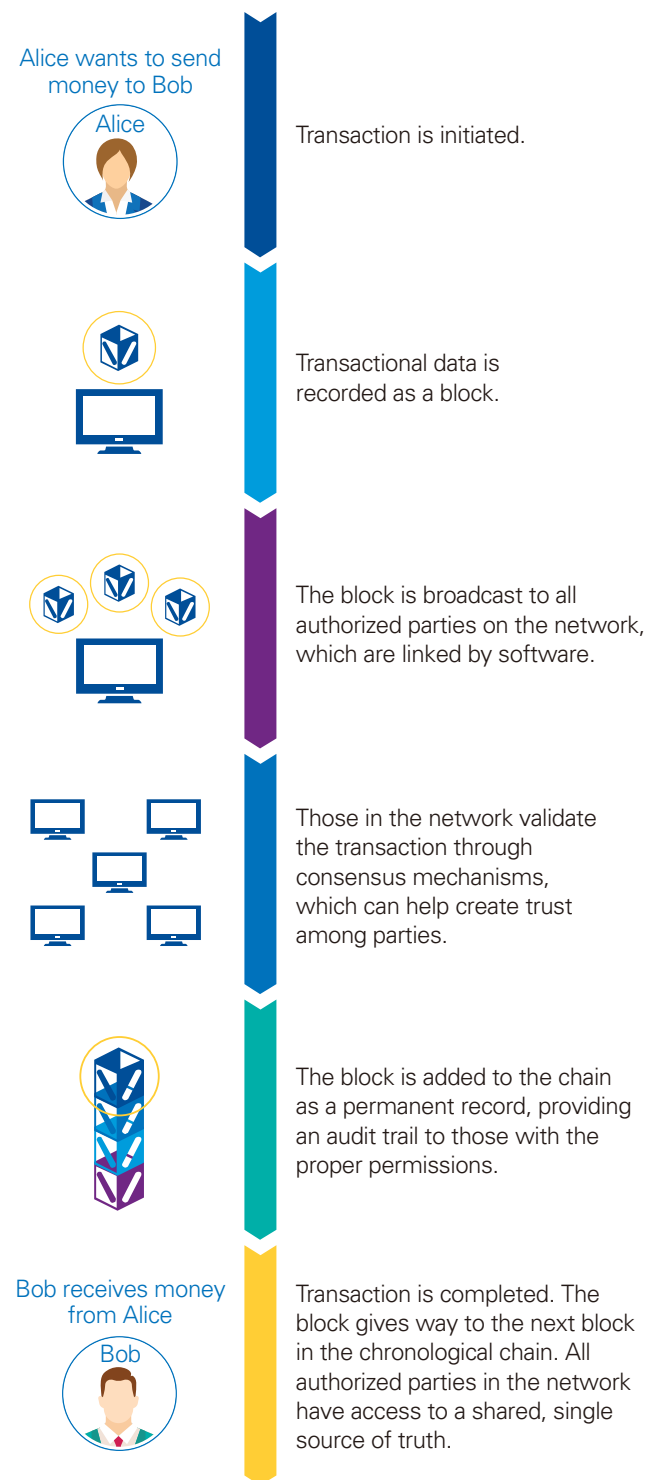 Alice wants to send
money to Bob
Alice
Transaction is initiated.
Transactional data is
recorded as a block.
The block is broadcast to all
authorized parties on the network,
which are linked by software.
Those in the network validate
the transaction through
consensus mechanisms,
which can help create trust
among parties.
The block is added to the chain
as a permanent record, providing
an audit trail to those with the
proper permissions.
Bob receives money
from Alice
Bob
Transaction is completed. The
block gives way to the next block
in the chronological chain. All
authorized parties in the network
have access to a shared, single
source of truth.